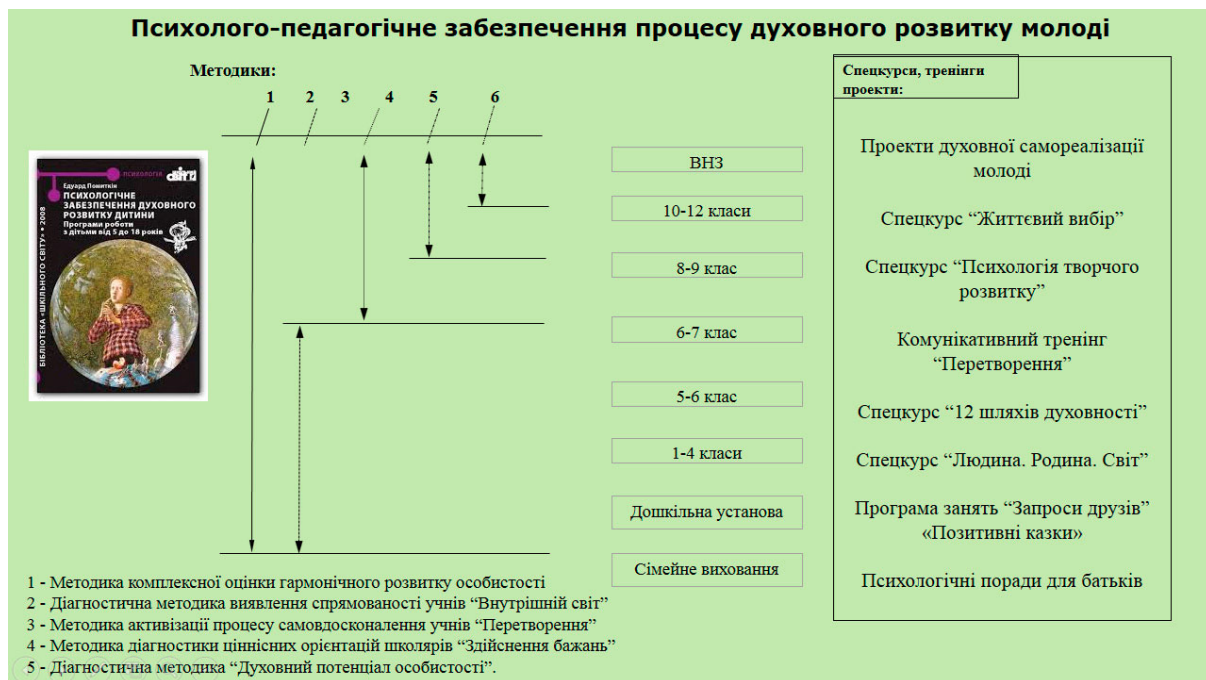 Психолого-педагогічне забезпечення процесу духовного розвитку молоді
Методики:
1 2 3 4 5 6
ПСИХОЛОГІЯ
Едуард Помиткін
ПСИХОЛОГІЧНЕ
ЗАБЕЗПЕЧЕННЯ ДУХОВНОГО
РОЗВИТКУ ДИТИНИ
Програми роботи
з дітьми від 5 до 18 років
БІБЛІОТЕКА «ШКІЛЬНОГО СВІТУ» • 2008
ВНЗ
10-12 класи
8-9 клас
6-7 клас
5-6 клас
1-4 класи
Дошкільна установа
Сімейне виховання
Спецкурси, тренінги
проекти:
Проекти духовної самореалізації
молоді
Спецкурс “Життєвий вибір”
Спецкурс “Психологія творчого
розвитку”
Комунікативний тренінг
“Перетворення”
Спецкурс “12 шляхів духовності”
Спецкурс “Людина. Родина. Світ”
Програма занять “Запроси друзів”
«Позитивні казки»
Психологічні поради для батьків
1 - Методика комплексної оцінки гармонічного розвитку особистості
2 - Діагностична методика виявлення спрямованості учнів “Внутрішній світ”
3 - Методика активізації процесу самовдосконалення учнів “Перетворення”
4 - Методика діагностики ціннісних орієнтацій школярів “Здійснення бажань”
5 - Діагностична методика “Духовний потенціал особистості”.